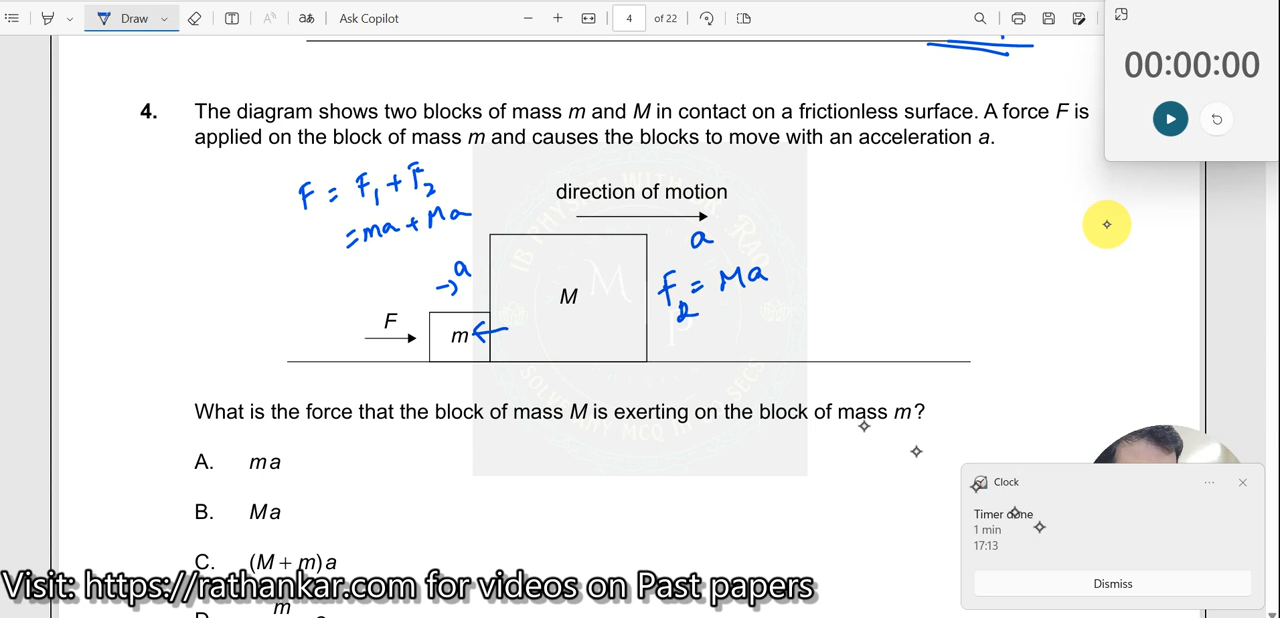 Draw
Ask Copilot
4 of 22
00:00:00
4. The diagram shows two blocks of mass m and M in contact on a frictionless surface. A force F is
applied on the block of mass m and causes the blocks to move with an acceleration a.
F = F₁ + F₂
= ma + Ma
direction of motion
a
a
F₂ = Ma
M
F
m
What is the force that the block of mass M is exerting on the block of mass m?
A. ma
B. Ma
C. (M + m)a
m
Visit: https://rathankar.com for videos on Past papers
Clock
Timer done
1 min
17:13
Dismiss